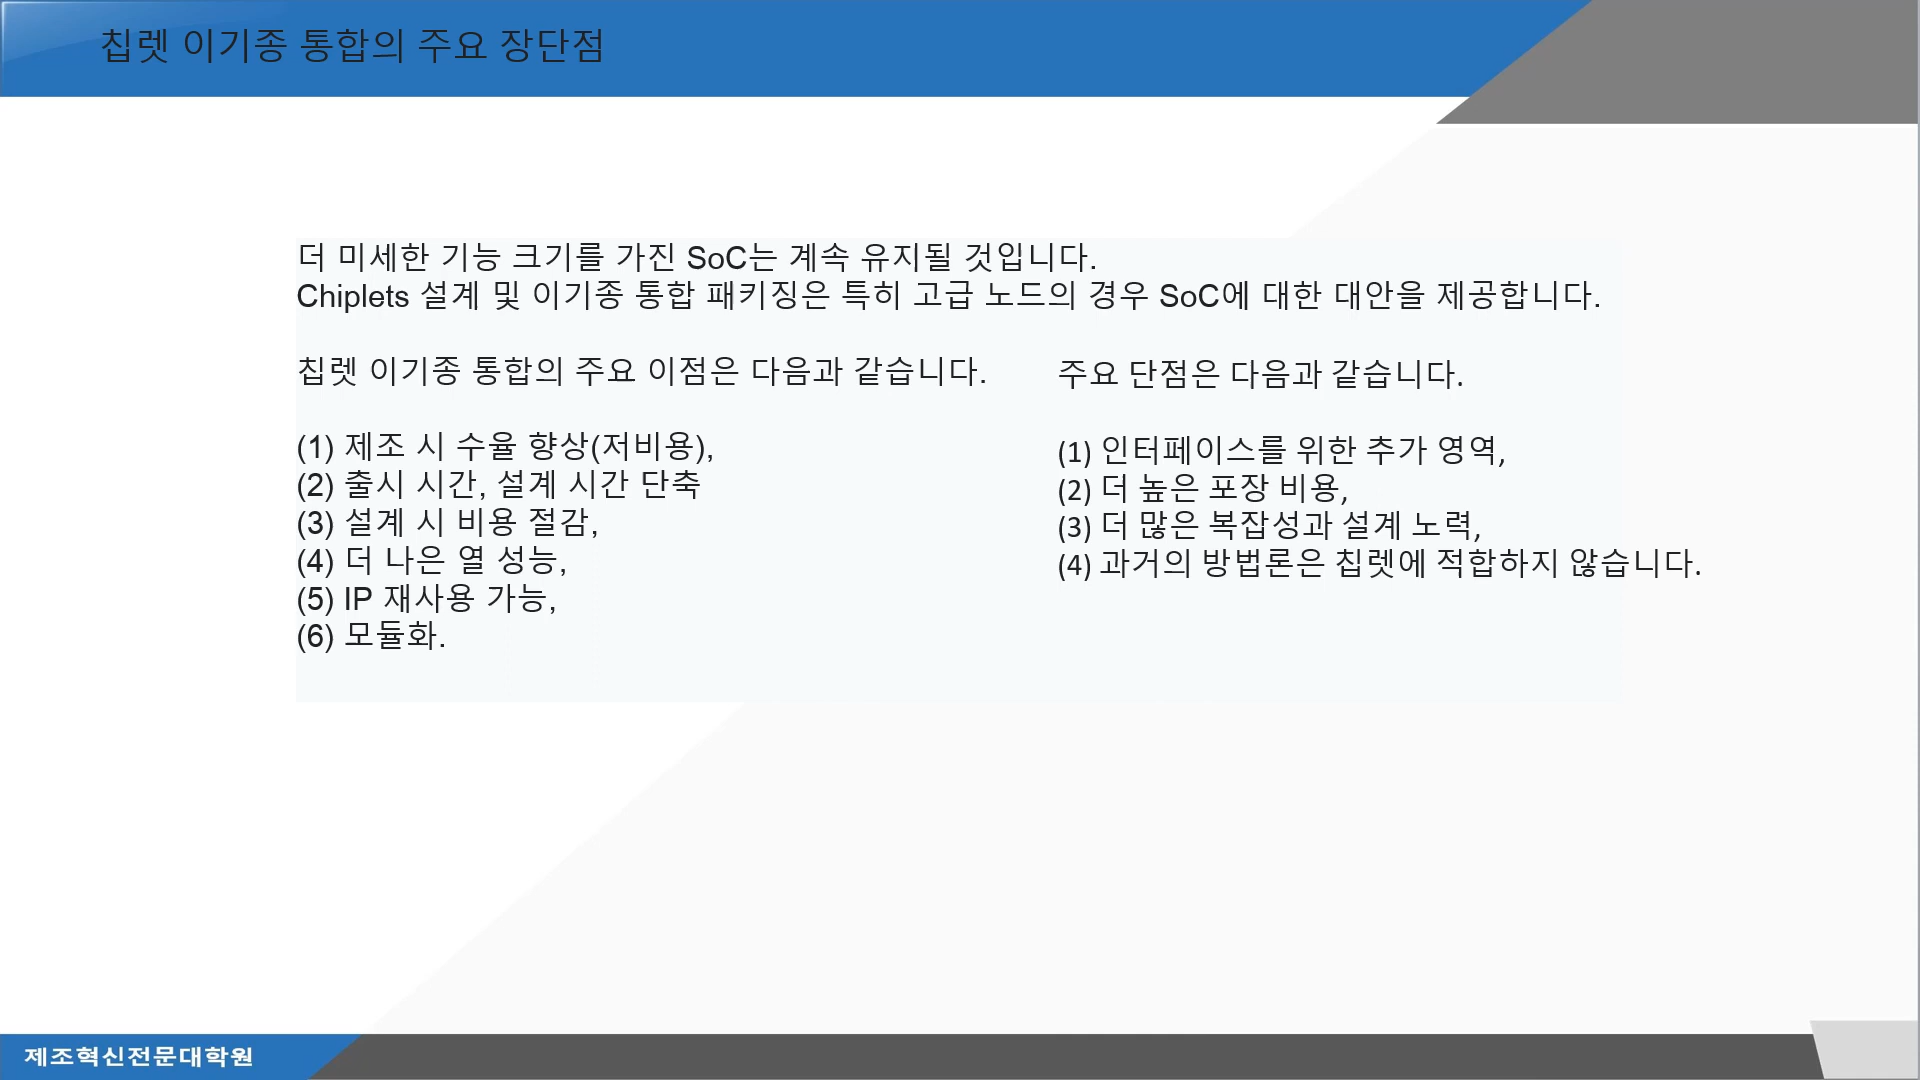 칩렛 이기종 통합의 주요 장단점
더 미세한 기능 크기를 가진 SoC는 계속 유지될 것입니다.
Chiplets 설계 및 이기종 통합 패키징은 특히 고급 노드의 경우 SoC에 대한 대안을 제공합니다.
칩렛 이기종 통합의 주요 이점은 다음과 같습니다.
(1) 제조 시 수율 향상(저비용),
(2) 출시 시간, 설계 시간 단축
(3) 설계 시 비용 절감,
(4) 더 나은 열 성능,
(5) IP 재사용 가능,
(6) 모듈화.
주요 단점은 다음과 같습니다.
(1) 인터페이스를 위한 추가 영역,
(2) 더 높은 포장 비용,
(3) 더 많은 복잡성과 설계 노력,
(4) 과거의 방법론은 칩렛에 적합하지 않습니다.
제조혁신전문대학원